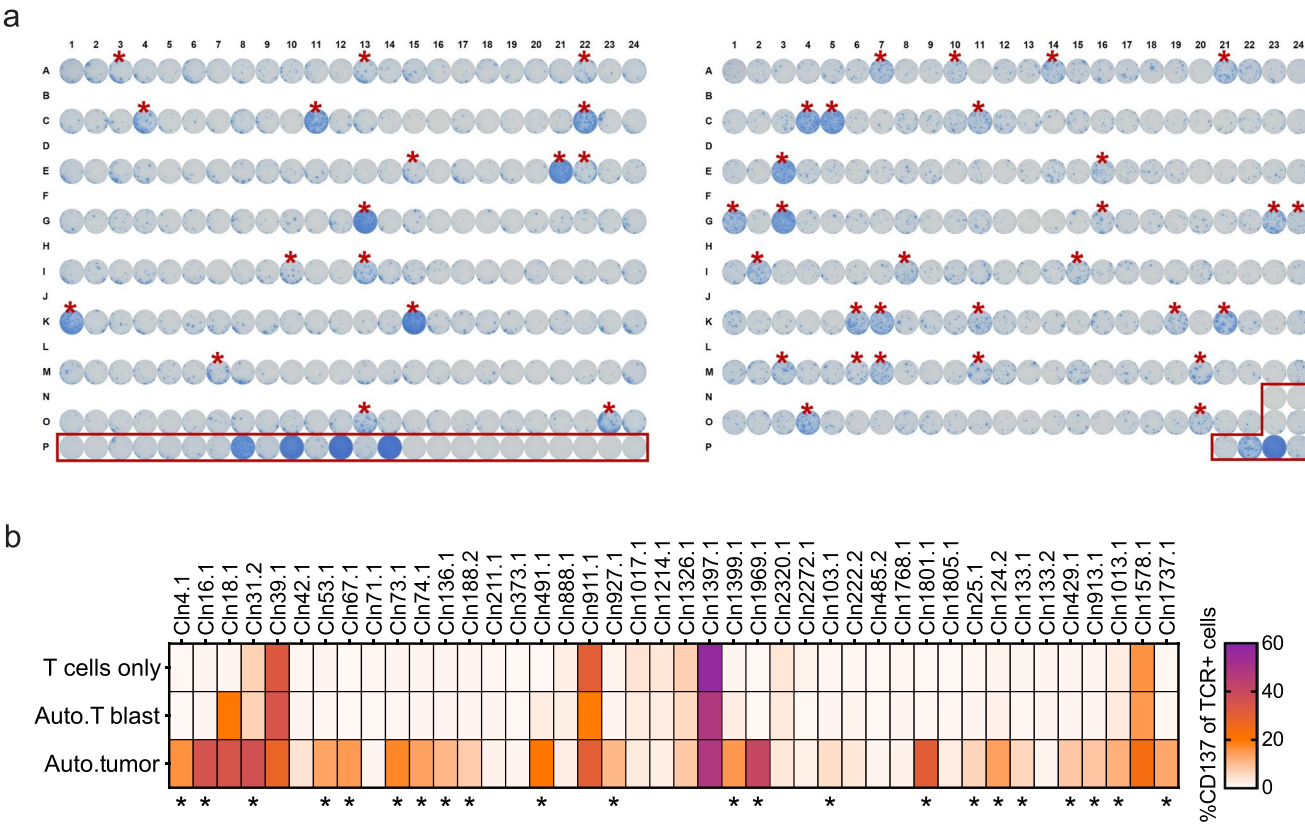 a
1 2 3 4 5 6 7 8 9 10 11 12 13 14 15 16 17 18 19 20 21 22 23 24
* * *
A
B
* * *
C
D
* * *
E
F
*
G
H
* *
I
J
* *
K
L
*
M
N
* *
O
P
1 2 3 4 5 6 7 8 9 10 11 12 13 14 15 16 17 18 19 20 21 22 23 24
* * * *
A
B
* * *
C
D
* *
E
F
* * * * *
G
H
* * *
I
J
* * * * *
K
L
* * * * *
M
N
* *
O
P
b
Cln4.1
Cln16.1
Cln18.1
Cln311.2
Cln39.1
Cln42.1
Cln53.1
Cln67.1
Cln71.1
Cln73.1
Cln74.1
Cln136.1
Cln188.2
Cln211.1
Cln373.1
Cln491.1
Cln888.1
Cln911.1
Cln927.1
Cln1017.1
Cln1214.1
Cln1326.1
Cln1397.1
Cln1399.1
Cln1969.1
Cln2320.1
Cln2272.1
Cln103.1
Cln222.2
Cln485.2
Cln1768.1
Cln1801.1
Cln1805.1
Cln25.1
Cln124.2
Cln133.1
Cln133.2
Cln429.1
Cln913.1
Cln1013.1
Cln1578.1
Cln1737.1
T cells only
Auto.T blast
Auto.tumor
* * * * * * * * * * * * * * * * * * * * * *
60
40
20
0
%CD137 of TCR+ cells